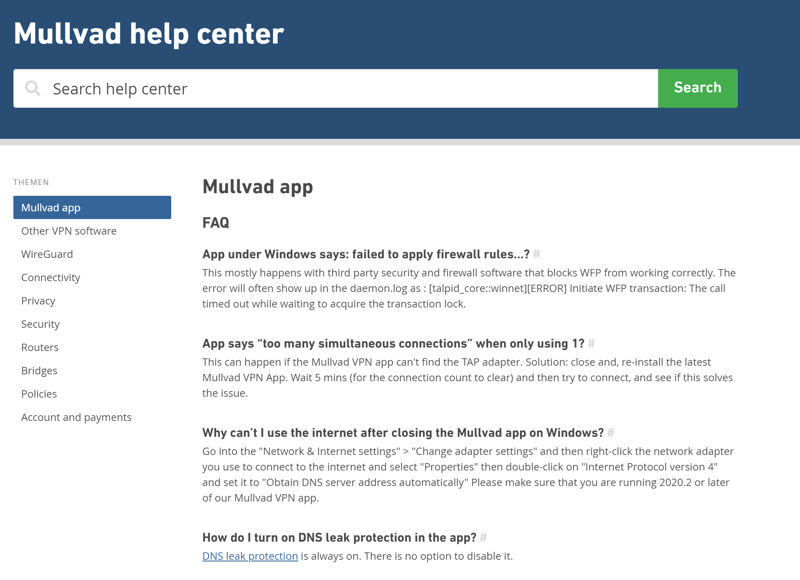 Mullvad help center
Search help center
Search
THEMEN
Mullvad app
Other VPN software
WireGuard
Connectivity
Privacy
Security
Routers
Bridges
Policies
Account and payments
Mullvad app
FAQ
App under Windows says: failed to apply firewall rules...? #
This mostly happens with third party security and firewall software that blocks WFP from working correctly. The
error will often show up in the daemon.log as : [talpid_core::winnet][ERROR] Initiate WFP transaction: The call
timed out while waiting to acquire the transaction lock.
App says “too many simultaneous connections” when only using 1? #
This can happen if the Mullvad VPN app can't find the TAP adapter. Solution: close and, re-install the latest
Mullvad VPN App. Wait 5 mins (for the connection count to clear) and then try to connect, and see if this solves
the issue.
Why can’t I use the internet after closing the Mullvad app on Windows? #
Go into the "Network & Internet settings" > "Change adapter settings" and then right-click the network adapter
you use to connect to the internet and select "Properties" then double-click on "Internet Protocol version 4"
and set it to "Obtain DNS server address automatically" Please make sure that you are running 2020.2 or later
of our Mullvad VPN app.
How do I turn on DNS leak protection in the app? #
DNS leak protection is always on. There is no option to disable it.